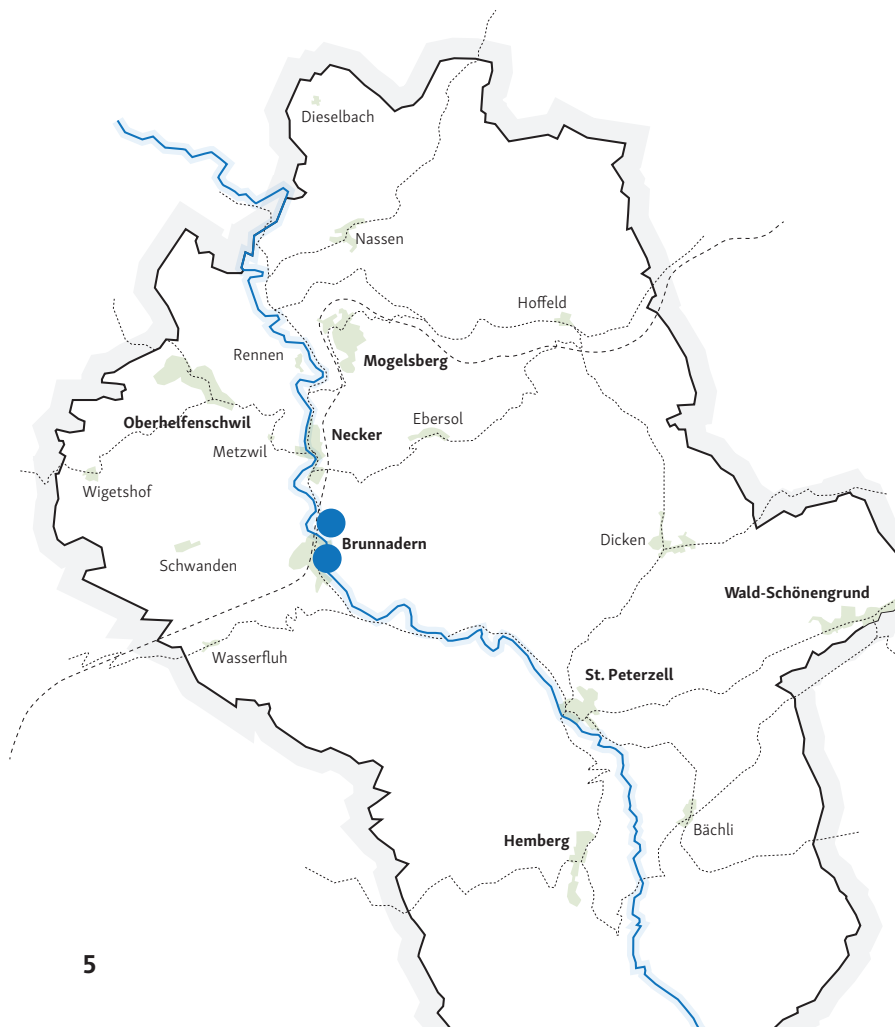 Dieselbach
Nassen
Hoffeld
Rennen
Mogelsberg
Oberhelfenschwil
Ebersol
Necker
Metzwil
Wigetshof
Dicken
Brunnadern
Schwanden
Wald-Schönengrund
Wasserfluh
St. Peterzell
Bächli
Hemberg
5